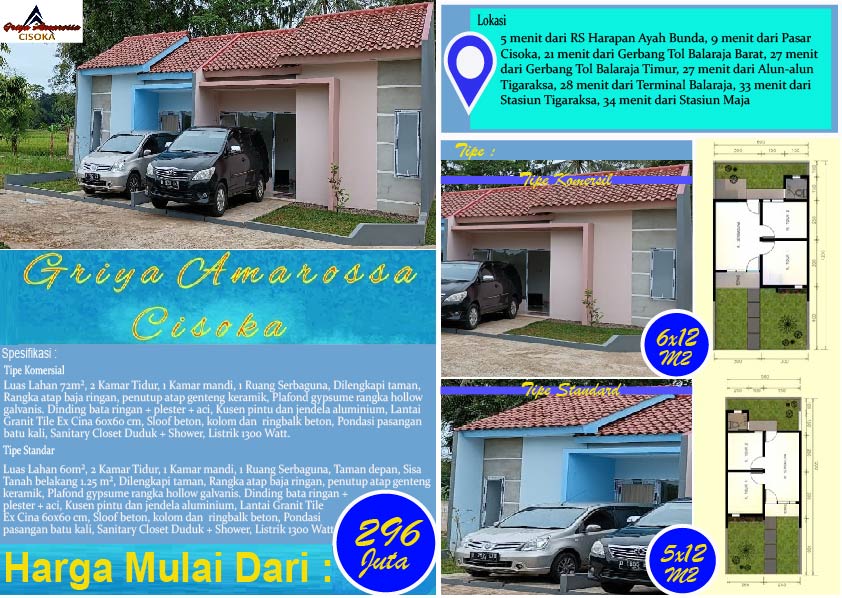 Griya Amarossa
CISOKA
Griya Amarossa
Cisoka
Spesifikasi :
Tipe Komersial
Luas Lahan 72m², 2 Kamar Tidur, 1 Kamar mandi, 1 Ruang Serbaguna, Dilengkapi taman,
Rangka atap baja ringan, penutup atap genteng keramik, Plafond gypsume rangka hollow
galvanis. Dinding bata ringan + plester + aci, Kusen pintu dan jendela aluminium, Lantai
Granit Tile Ex Cina 60x60 cm, Sloof beton, kolom dan ringbalk beton, Pondasi pasangan
batu kali, Sanitary Closet Duduk + Shower, Listrik 1300 Watt.
Tipe Standar
Luas Lahan 60m², 2 Kamar Tidur, 1 Kamar mandi, 1 Ruang Serbaguna, Taman depan, Sisa
Tanah belakang 1.25 m², Dilengkapi taman, Rangka atap baja ringan, penutup atap genteng
keramik, Plafond gypsume rangka hollow galvanis. Dinding bata ringan +
plester + aci, Kusen pintu dan jendela aluminium, Lantai Granit Tile
Ex Cina 60x60 cm, Sloof beton, kolom dan ringbalk beton, Pondasi
pasangan batu kali, Sanitary Closet Duduk + Shower, Listrik 1300 Watt
Harga Mulai Dari :
296
Juta
Lokasi
5 menit dari RS Harapan Ayah Bunda, 9 menit dari Pasar
Cisoka, 21 menit dari Gerbang Tol Balaraja Barat, 27 menit
dari Gerbang Tol Balaraja Timur, 27 menit dari Alun-alun
Tigaraksa, 28 menit dari Terminal Balaraja, 33 menit dari
Stasiun Tigaraksa, 34 menit dari Stasiun Maja
Tipe :
Tipe Komersil
6x12
M2
Tipe Standard
5x12
M2